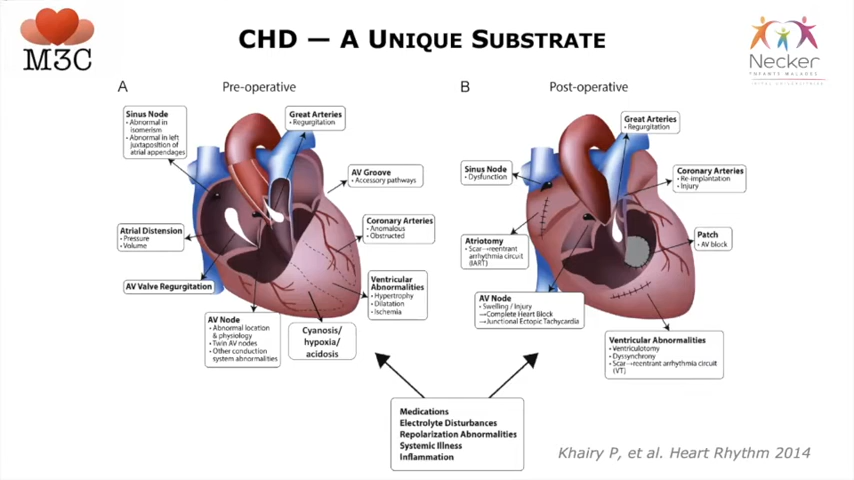 M3C
CHD — A UNIQUE SUBSTRATE
Necker
ENFANTS MALADES
A
Pre-operative
Sinus Node
• Abnormal in
isomerism
• Abnormal in left
juxtaposition of
atrial appendages
Great Arteries
• Regurgitation
AV Groove
• Accessory pathways
Atrial Distension
• Pressure
• Volume
Coronary Arteries
• Anomalous
• Obstructed
AV Valve Regurgitation
Ventricular
Abnormalities
• Hypertrophy
• Dilatation
• Ischemia
AV Node
• Abnormal location
& physiology
• Twin AV nodes
• Other conduction
system abnormalities
Cyanosis/
hypoxia/
acidosis
B
Post-operative
Great Arteries
• Regurgitation
Sinus Node
• Dysfunction
Coronary Arteries
• Re-implantation
• Injury
Atriotomy
• Scar→reentrant
arrhythmia circuit
(IART)
Patch
• AV block
AV Node
• Swelling / Injury
→Complete Heart Block
→Junctional Ectopic Tachycardia
Ventricular Abnormalities
• Ventriculotomy
• Dyssynchrony
• Scar→reentrant arrhythmia circuit
(VT)
Medications
Electrolyte Disturbances
Repolarization Abnormalities
Systemic Illness
Inflammation
Khairy P, et al. Heart Rhythm 2014